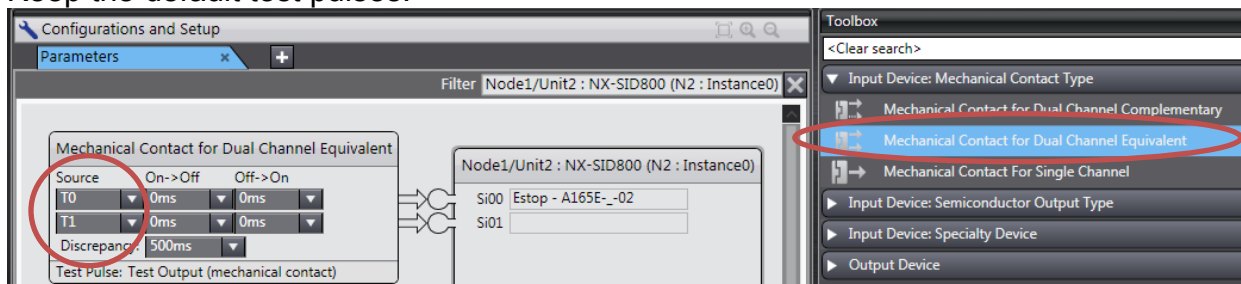 Keep the default test pulses.
Configurations and Setup
Parameters × +
Filter Node1/Unit2 : NX-SID800 (N2 : Instance0)
Mechanical Contact for Dual Channel Equivalent
Source On->Off Off->On
T0 0ms 0ms
T1 0ms 0ms
Discrepancy: 500ms
Test Pulse: Test Output (mechanical contact)
Node1/Unit2 : NX-SID800 (N2 : Instance0)
Si00 Estop - A165E-_-02
Si01
Toolbox
<Clear search>
Input Device: Mechanical Contact Type
Mechanical Contact for Dual Channel Complementary
Mechanical Contact for Dual Channel Equivalent
Mechanical Contact For Single Channel
Input Device: Semiconductor Output Type
Input Device: Specialty Device
Output Device